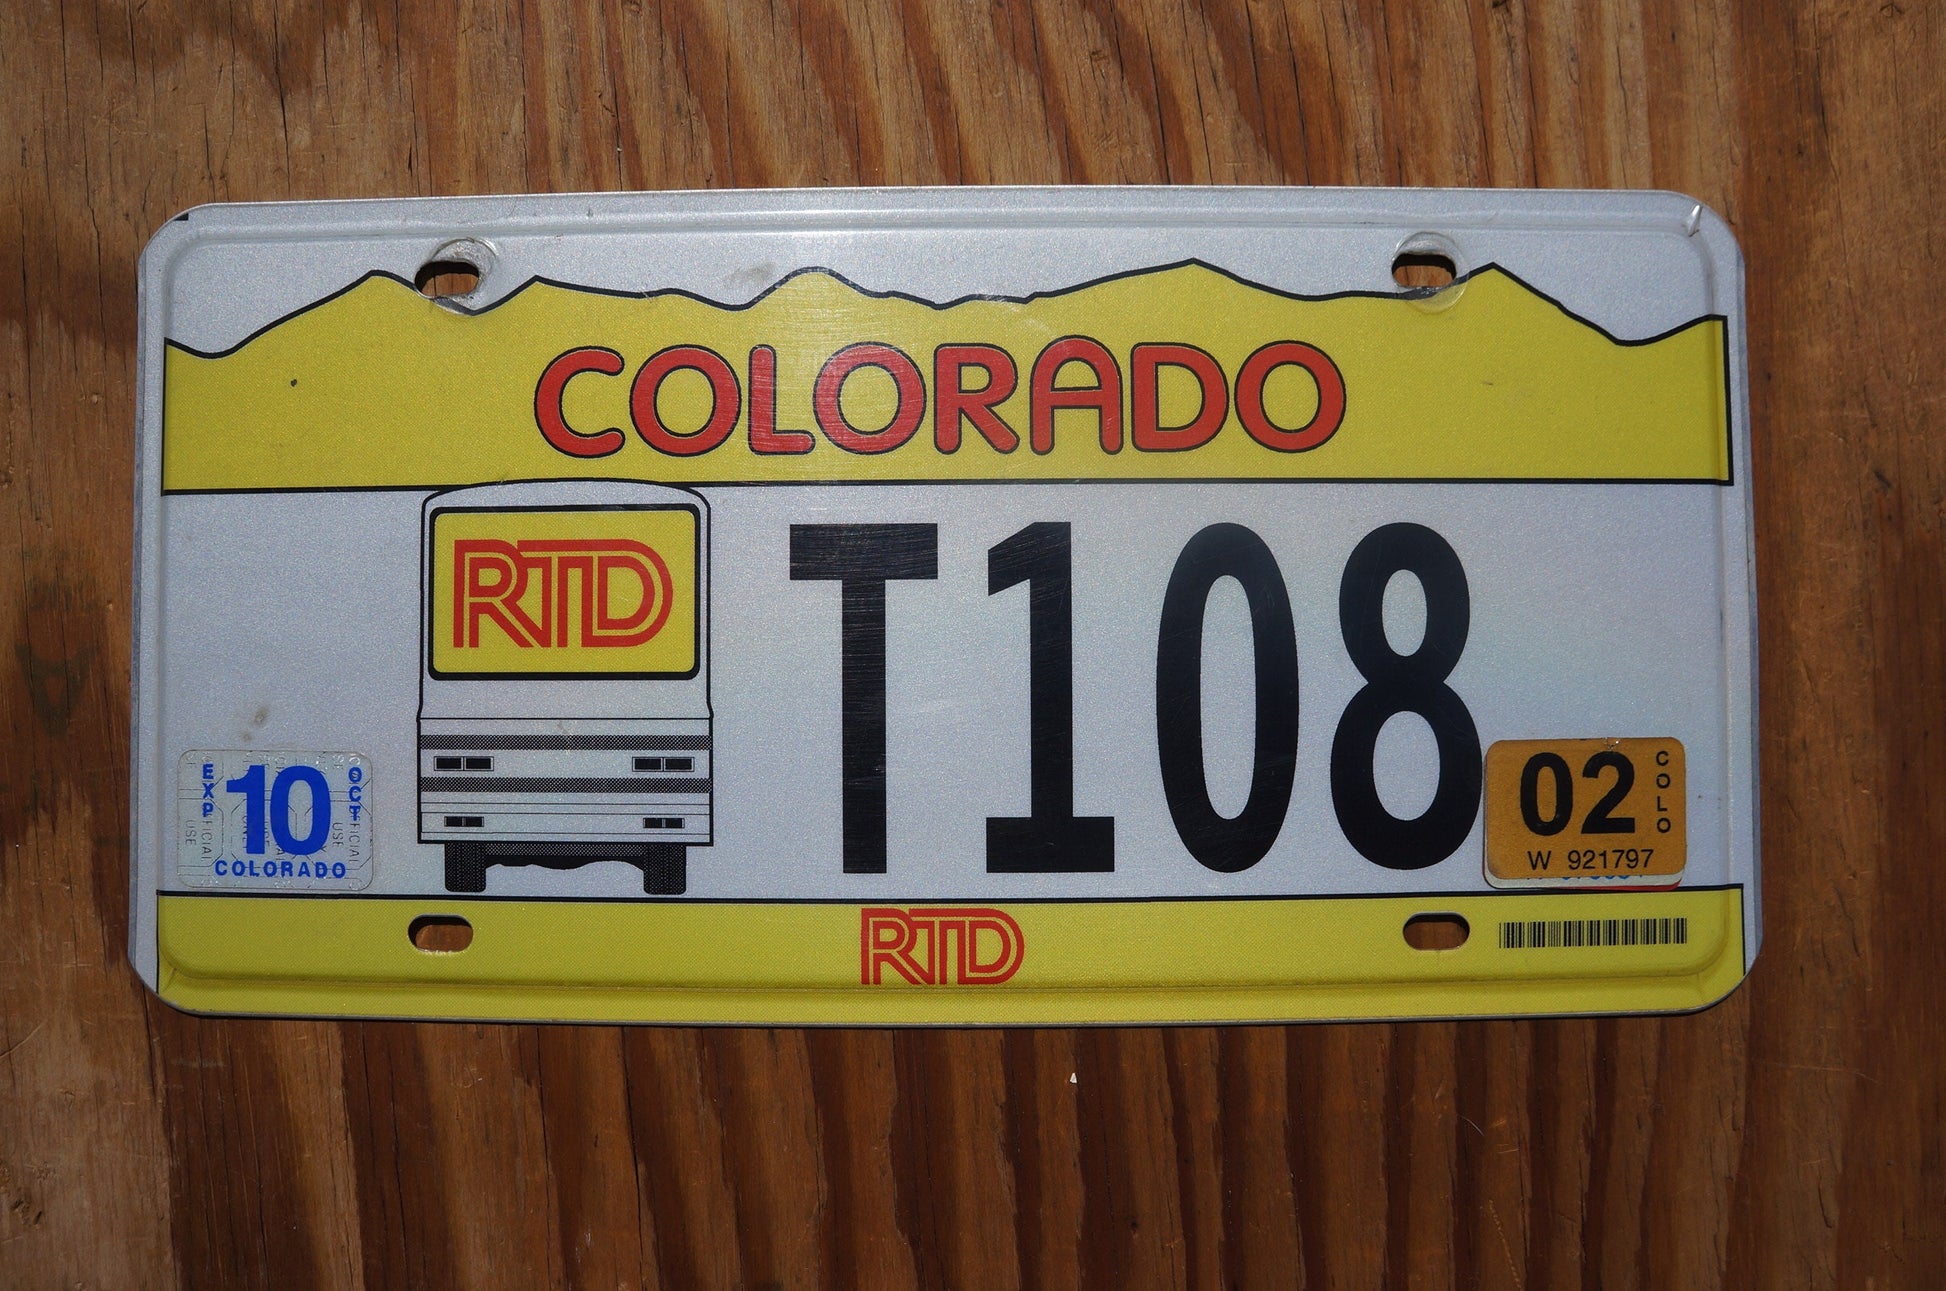 COLORADO
RTD
T108
EXP
10
OCT
COLORADO
02
COLO
W 921797
RTD